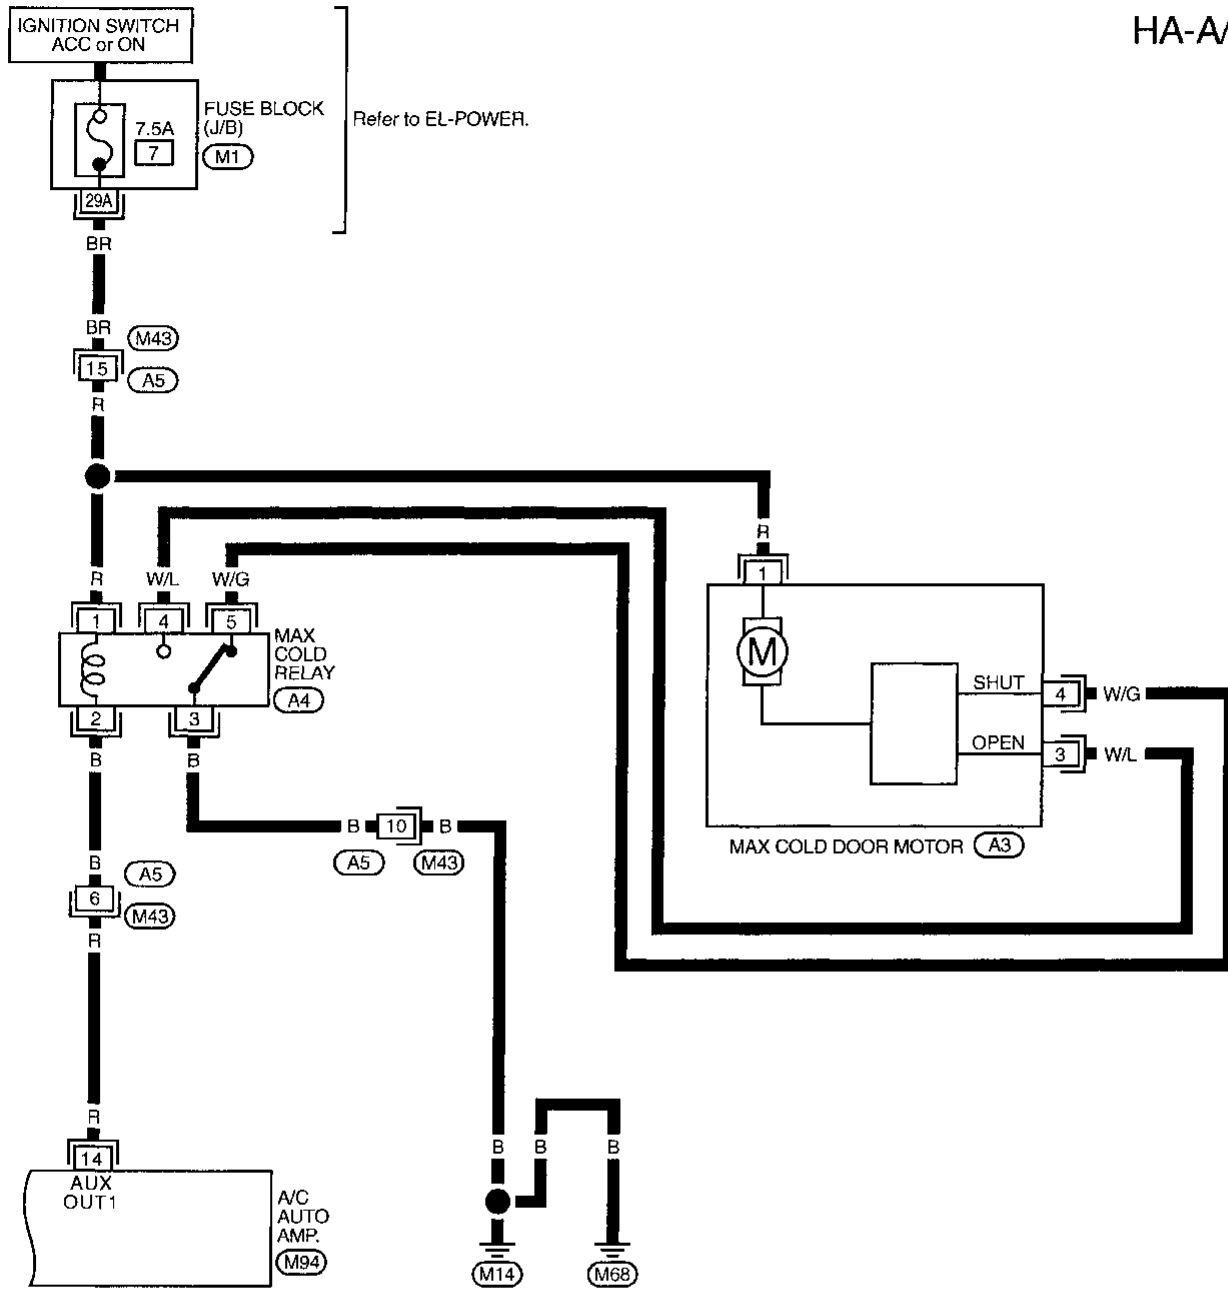 HA-A/
IGNITION SWITCH
ACC or ON
FUSE BLOCK
(J/B)
M1
7.5A
7
29A
Refer to EL-POWER.
BR
BR
M43
15
A5
R
R
W/L
W/G
R
1
4
5
MAX
COLD
RELAY
A4
2
3
B
B
1
M
SHUT
4
W/G
OPEN
3
W/L
MAX COLD DOOR MOTOR
A3
B
10
B
A5
M43
B
A5
6
M43
R
R
14
AUX
OUT1
A/C
AUTO
AMP.
M94
B
B
B
M14
M68